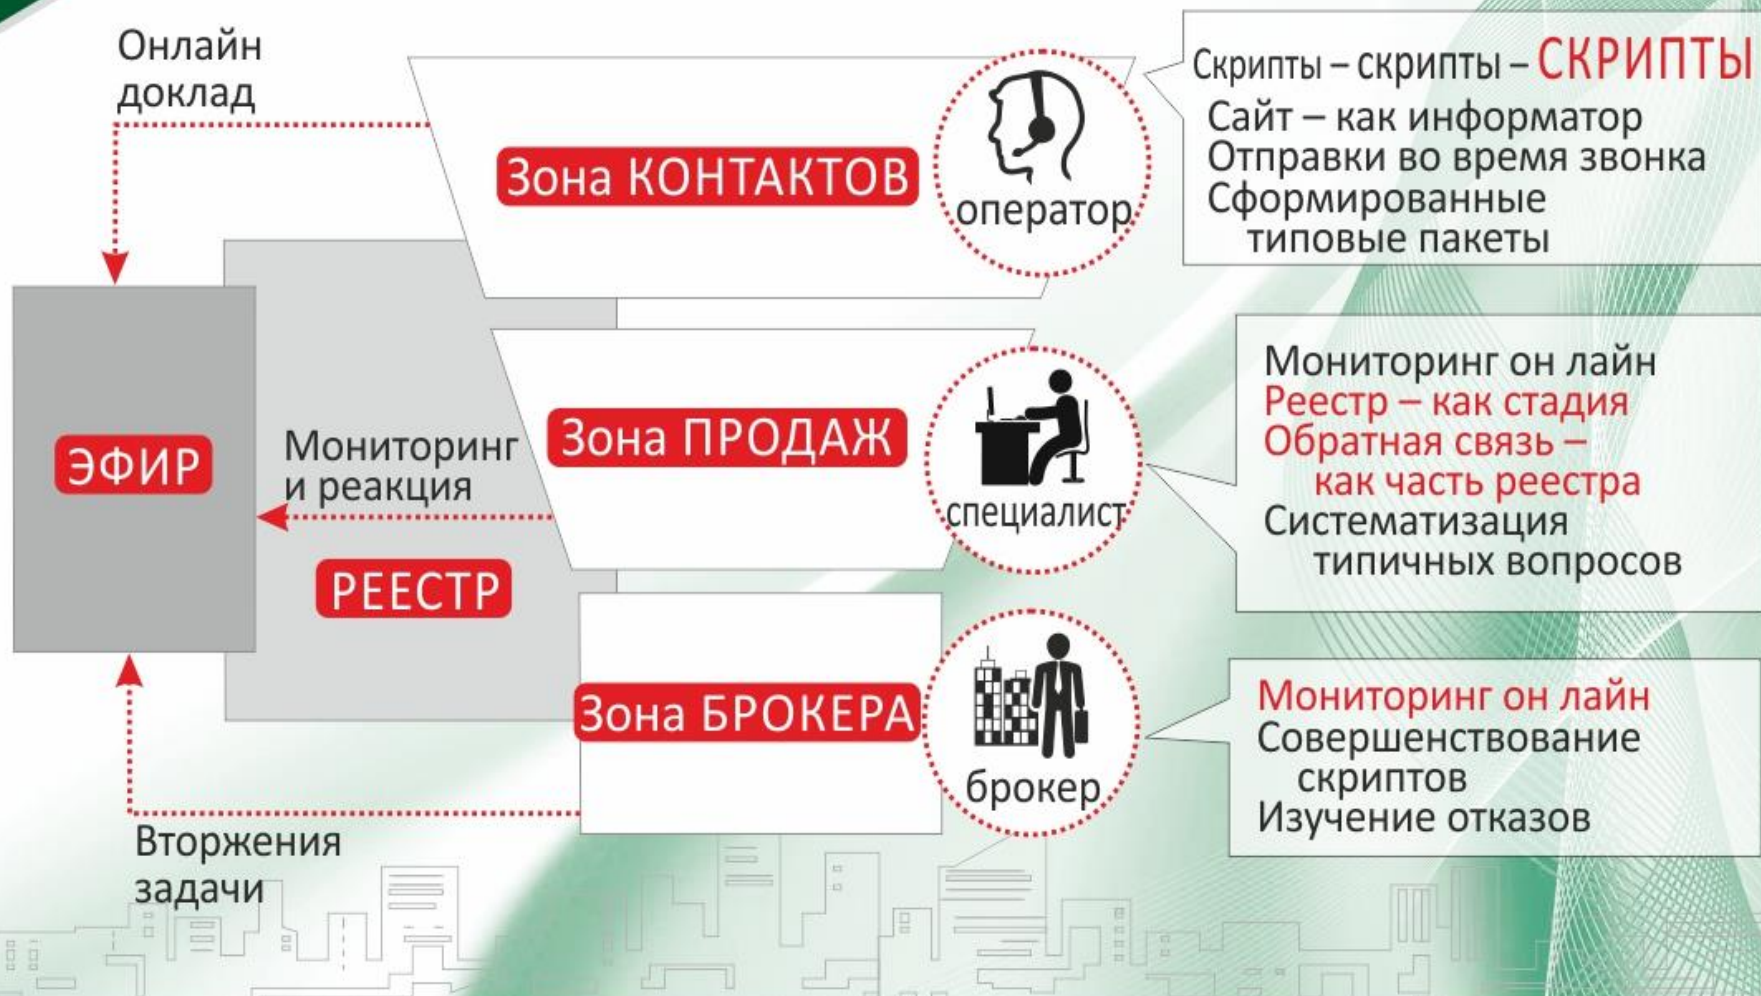 Онлайн
доклад
Зона КОНТАКТОВ
оператор
Скрипты – скрипты – СКРИПТЫ
Сайт – как информатор
Отправки во время звонка
Сформированные
типовые пакеты
ЭФИР
Мониторинг
и реакция
РЕЕСТР
Зона ПРОДАЖ
специалист
Мониторинг он лайн
Реестр – как стадия
Обратная связь –
как часть реестра
Систематизация
типичных вопросов
Зона БРОКЕРА
брокер
Мониторинг он лайн
Совершенствование
скриптов
Изучение отказов
Вторжения
задачи